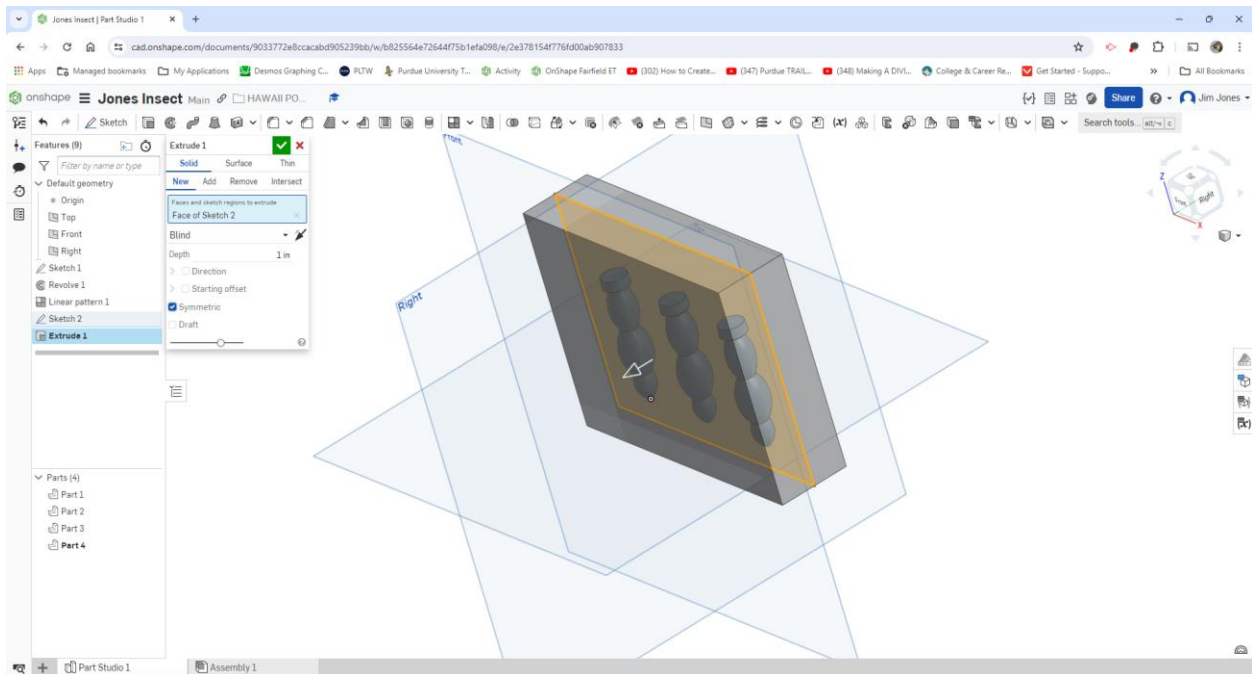 Jones Insect | Part Studio 1
cad.onshape.com/documents/9033772e8ccacabd905239bb/w/b825564e72644f75b1efa098/e/2e378154f776fd00ab907833
Apps Managed bookmarks My Applications Desmos Graphing C... PLTW Purdue University T... Activity OnShape Fairfield ET (302) How to Create... (347) Purdue TRAIL... (348) Making A DIVI... College & Career Re... Get Started - Suppo... » All Bookmarks
onshape Jones Insect Main HAWAII PO... Share Jim Jones
Sketch Search tools... alt/⌥ c
Features (9)
Filter by name or type
Default geometry
Origin
Top
Front
Right
Sketch 1
Revolve 1
Linear pattern 1
Sketch 2
Extrude 1
Extrude 1
Solid Surface Thin
New Add Remove Intersect
Faces and sketch regions to extrude
Face of Sketch 2
Blind
Depth 1 in
Direction
Starting offset
Symmetric
Draft
Front
Right
Z
Front
Right
X
Parts (4)
Part 1
Part 2
Part 3
Part 4
Part Studio 1 Assembly 1